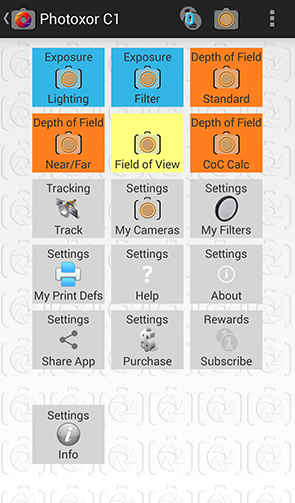 Photoxor C1
Exposure
Lighting
Exposure
Filter
Depth of Field
Standard
Depth of Field
Near/Far
Field of View
Depth of Field
CoC Calc
Tracking
Track
Settings
My Cameras
Settings
My Filters
Settings
My Print Defs
Settings
Help
Settings
About
Settings
Share App
Settings
Purchase
Rewards
Subscribe
Settings
Info